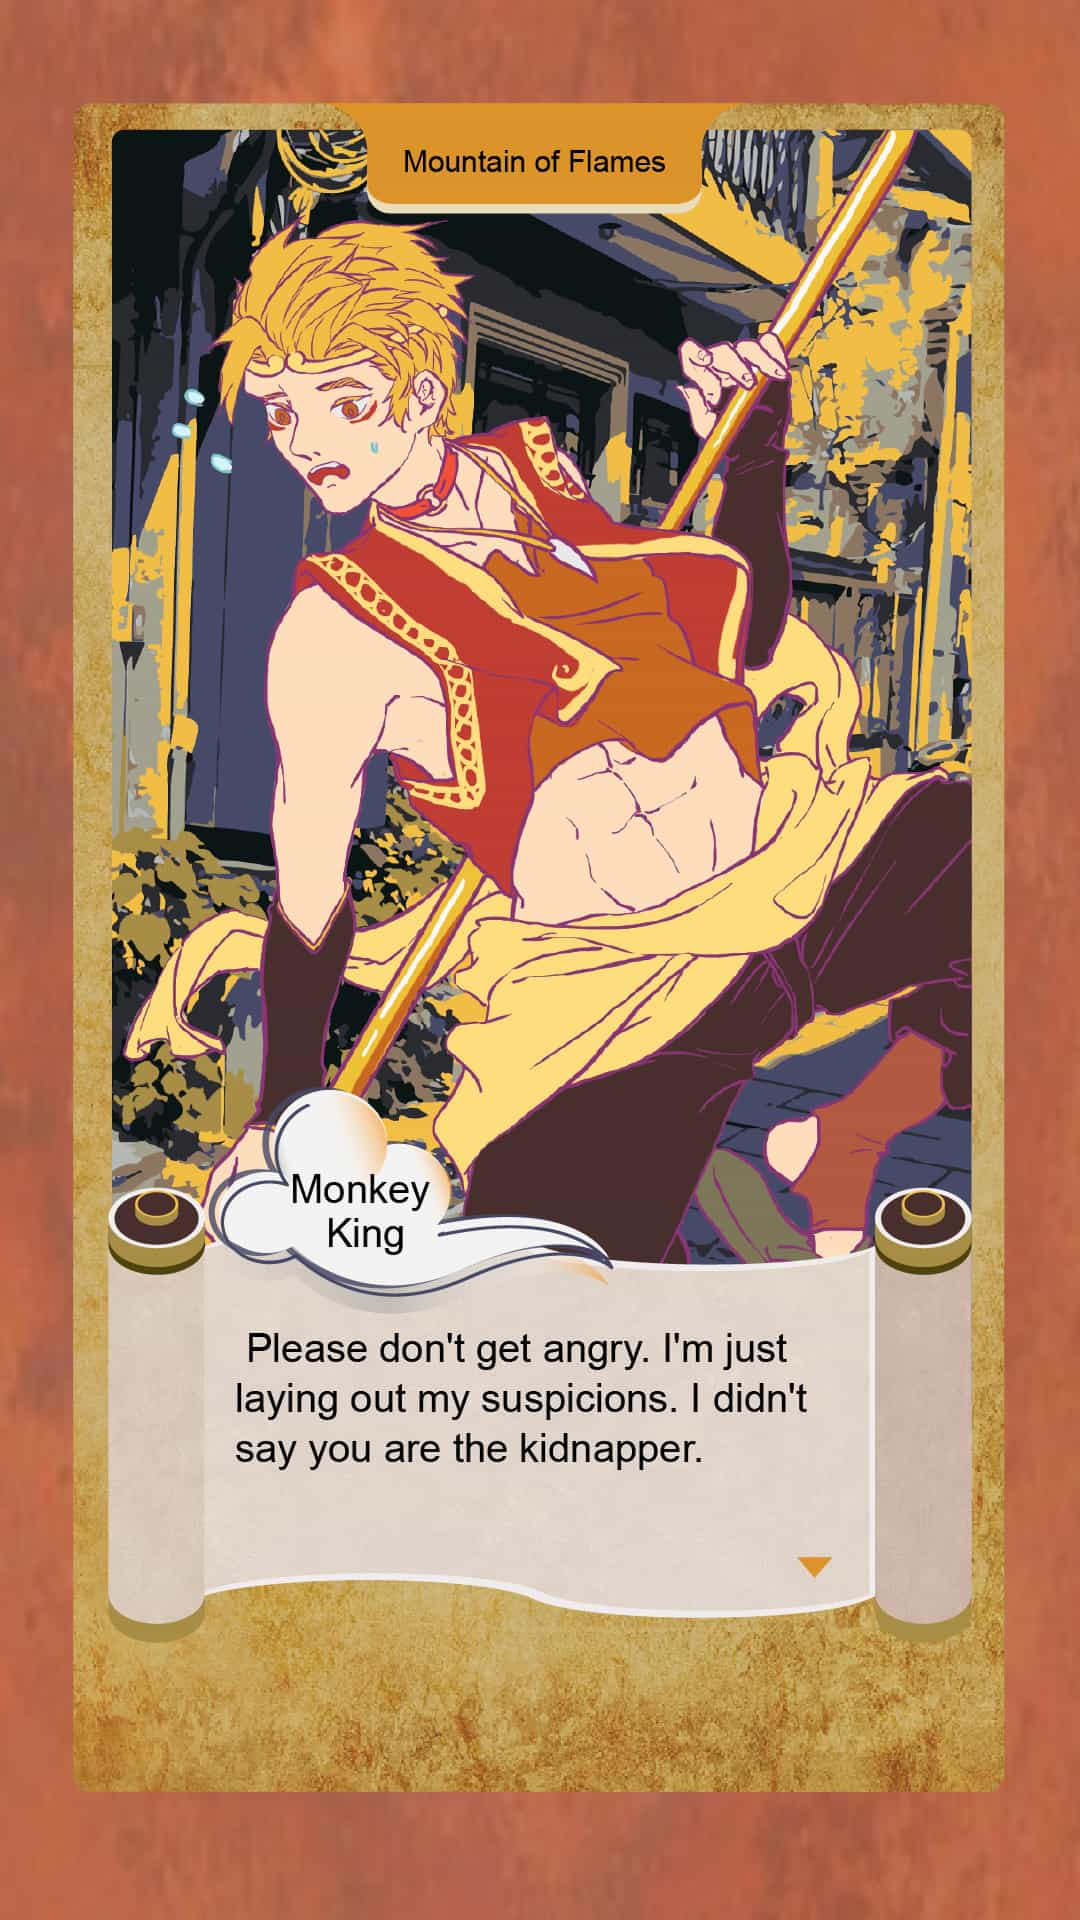 Mountain of Flames
Monkey
King
Please don't get angry. I'm just
laying out my suspicions. I didn't
say you are the kidnapper.